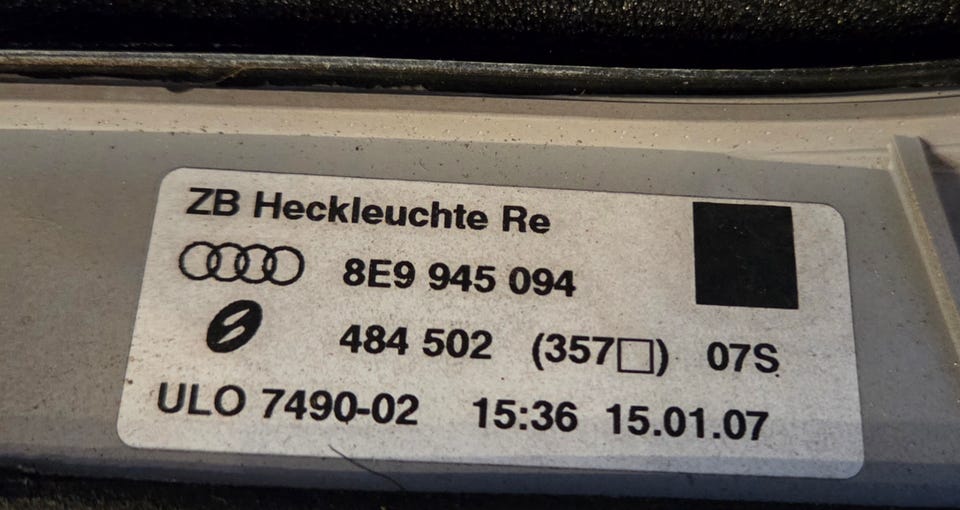 ZB Heckleuchte Re
8E9 945 094
484 502 (357□) 07S
ULO 7490-02 15:36 15.01.07